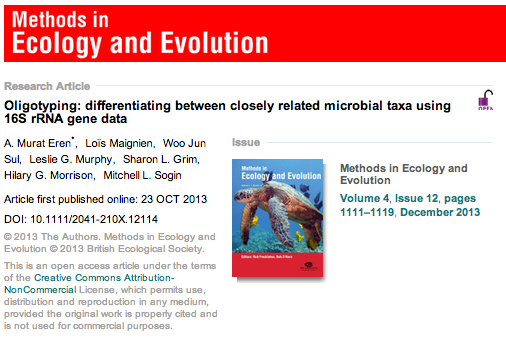 Methods in
Ecology and Evolution
Research Article
Oligotyping: differentiating between closely related microbial taxa using
16S rRNA gene data
A. Murat Eren*, Loïs Maignien, Woo Jun
Sul, Leslie G. Murphy, Sharon L. Grim,
Hilary G. Morrison, Mitchell L. Sogin
Article first published online: 23 OCT 2013
DOI: 10.1111/2041-210X.12114
© 2013 The Authors. Methods in Ecology and
Evolution © 2013 British Ecological Society.
This is an open access article under the terms
of the Creative Commons Attribution-
NonCommercial License, which permits use,
distribution and reproduction in any medium,
provided the original work is properly cited and
is not used for commercial purposes.
Issue
Methods in
Ecology and Evolution
Methods in Ecology and
Evolution
Volume 4, Issue 12, pages
1111–1119, December 2013